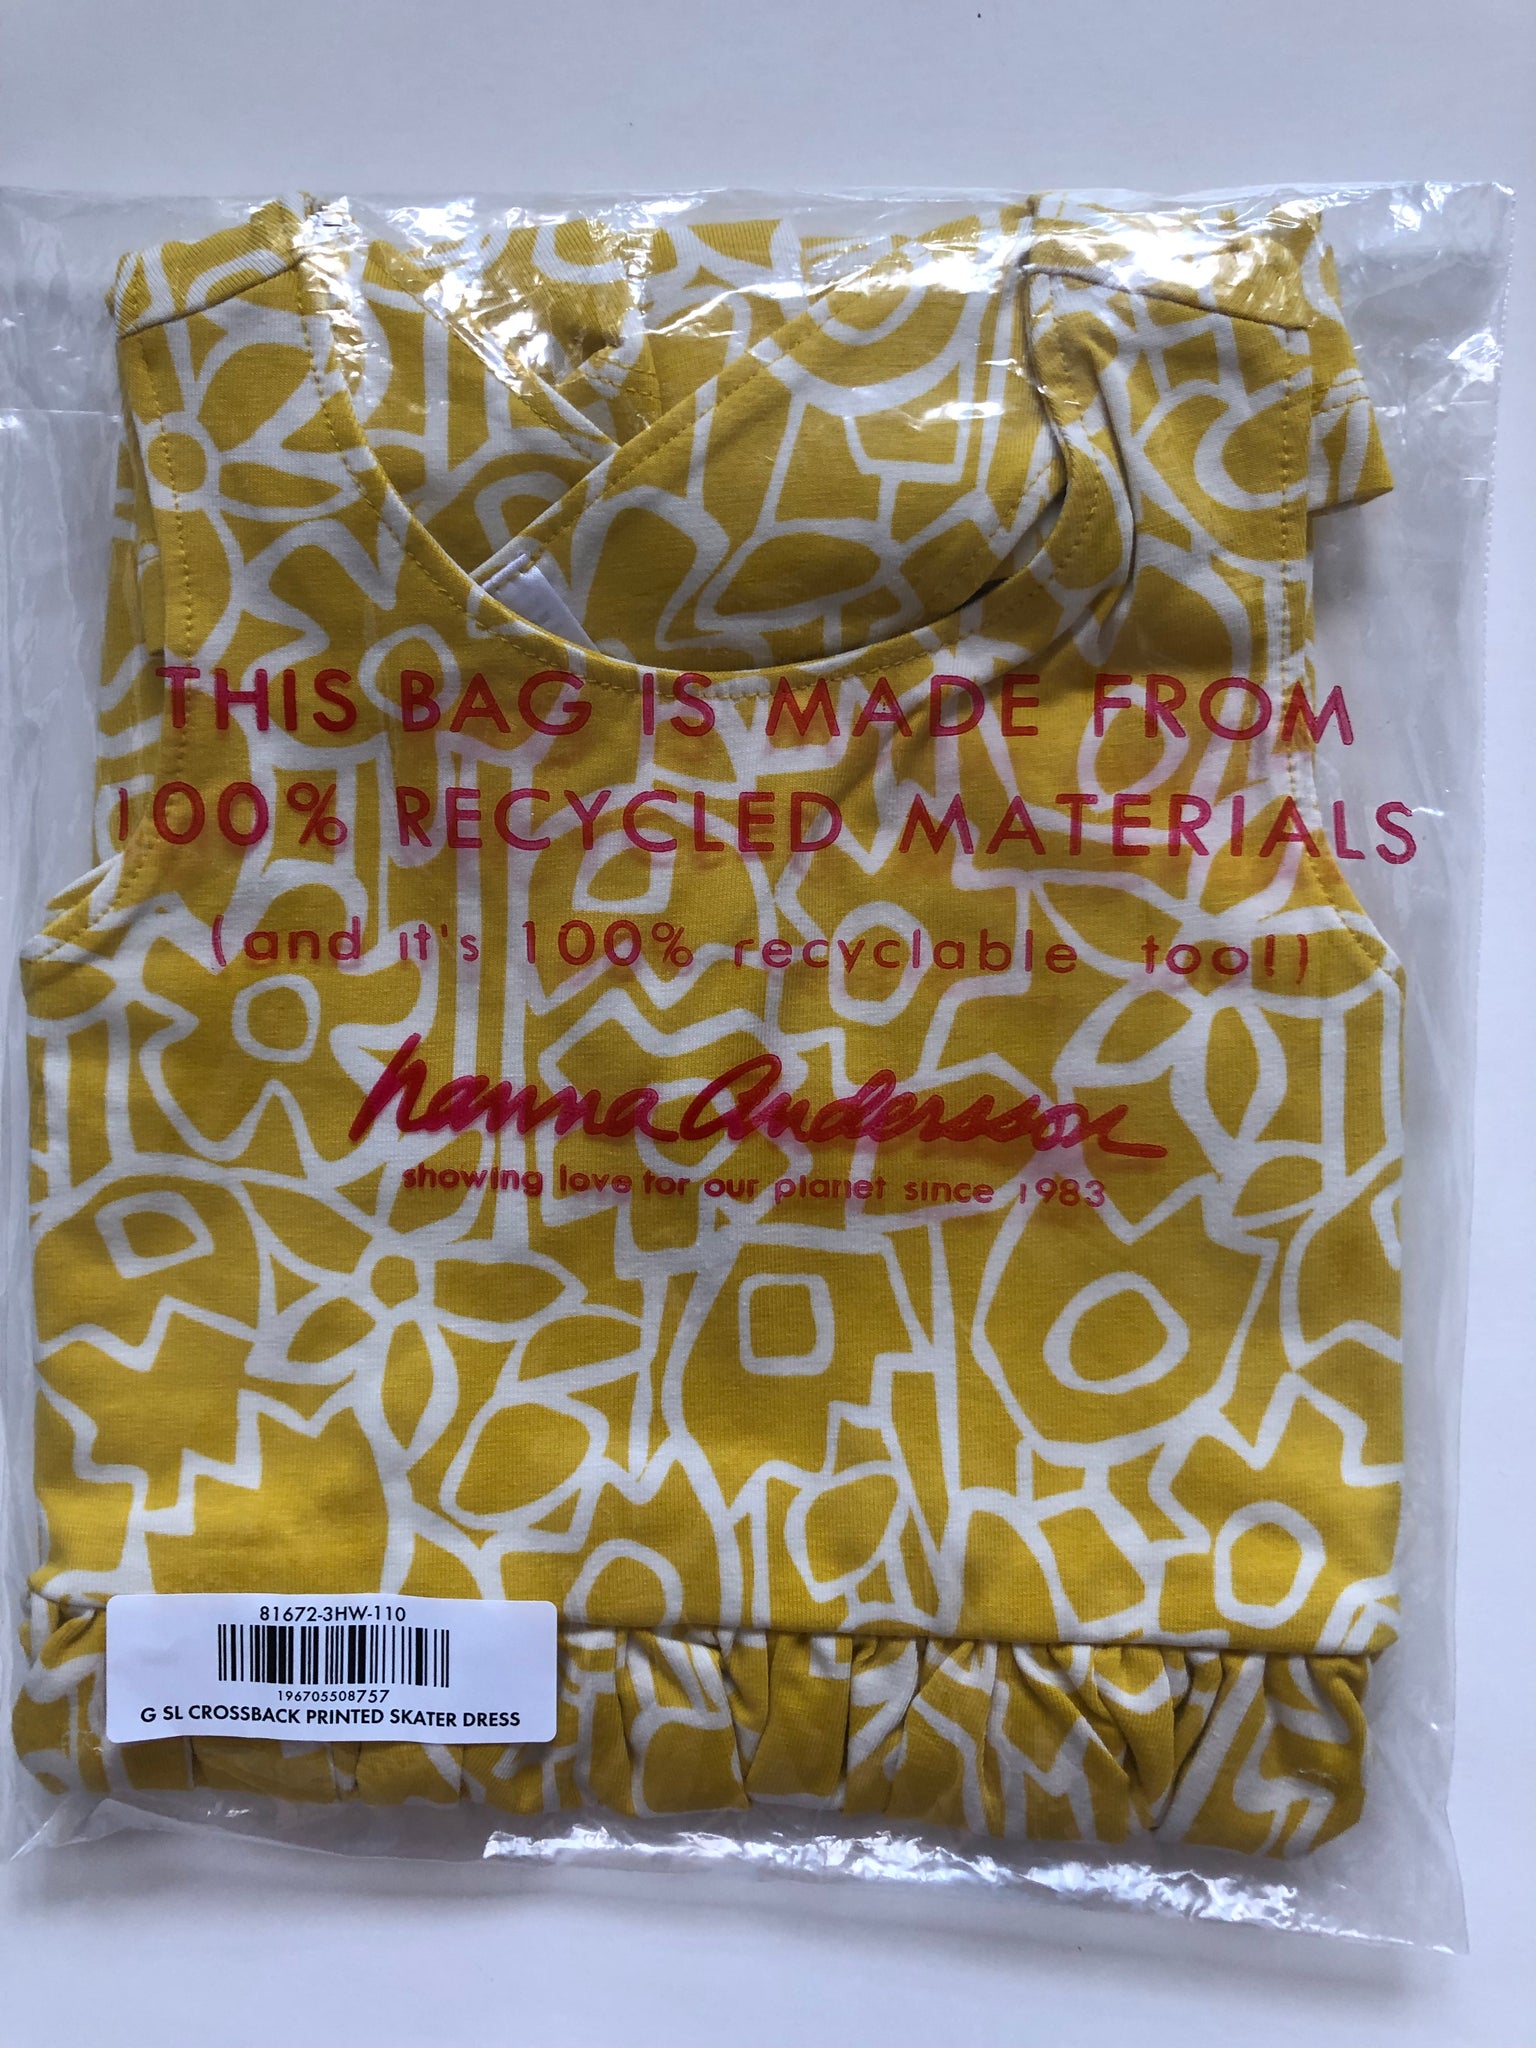 THIS BAG IS MADE FROM
100% RECYCLED MATERIALS
(and it's 100% recyclable too!)
hanna Andersson
showing love for our planet since 1983
81672-3HW-110
196705508757
G SL CROSSBACK PRINTED SKATER DRESS